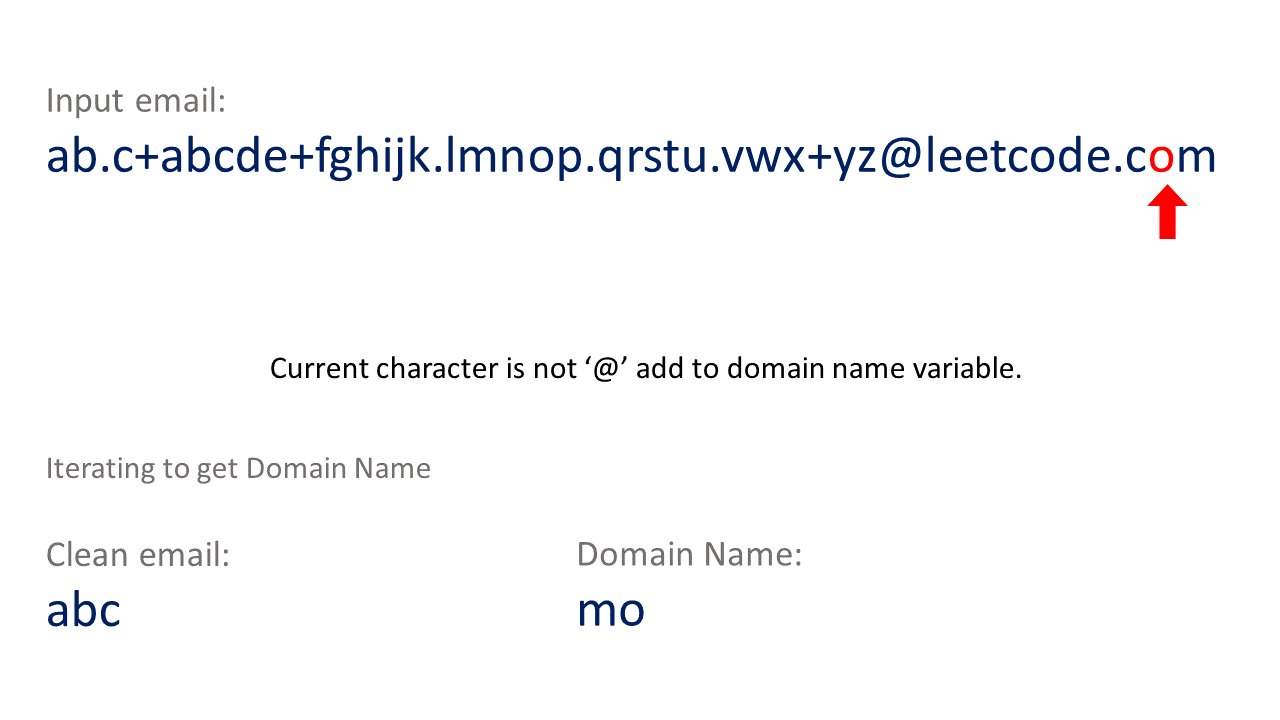 Input email:
ab.c+abcde+fghijk.lmnop.qrstu.vwx+yz@leetcode.com
Current character is not ‘@’ add to domain name variable.
Iterating to get Domain Name
Clean email:
abc
Domain Name:
mo